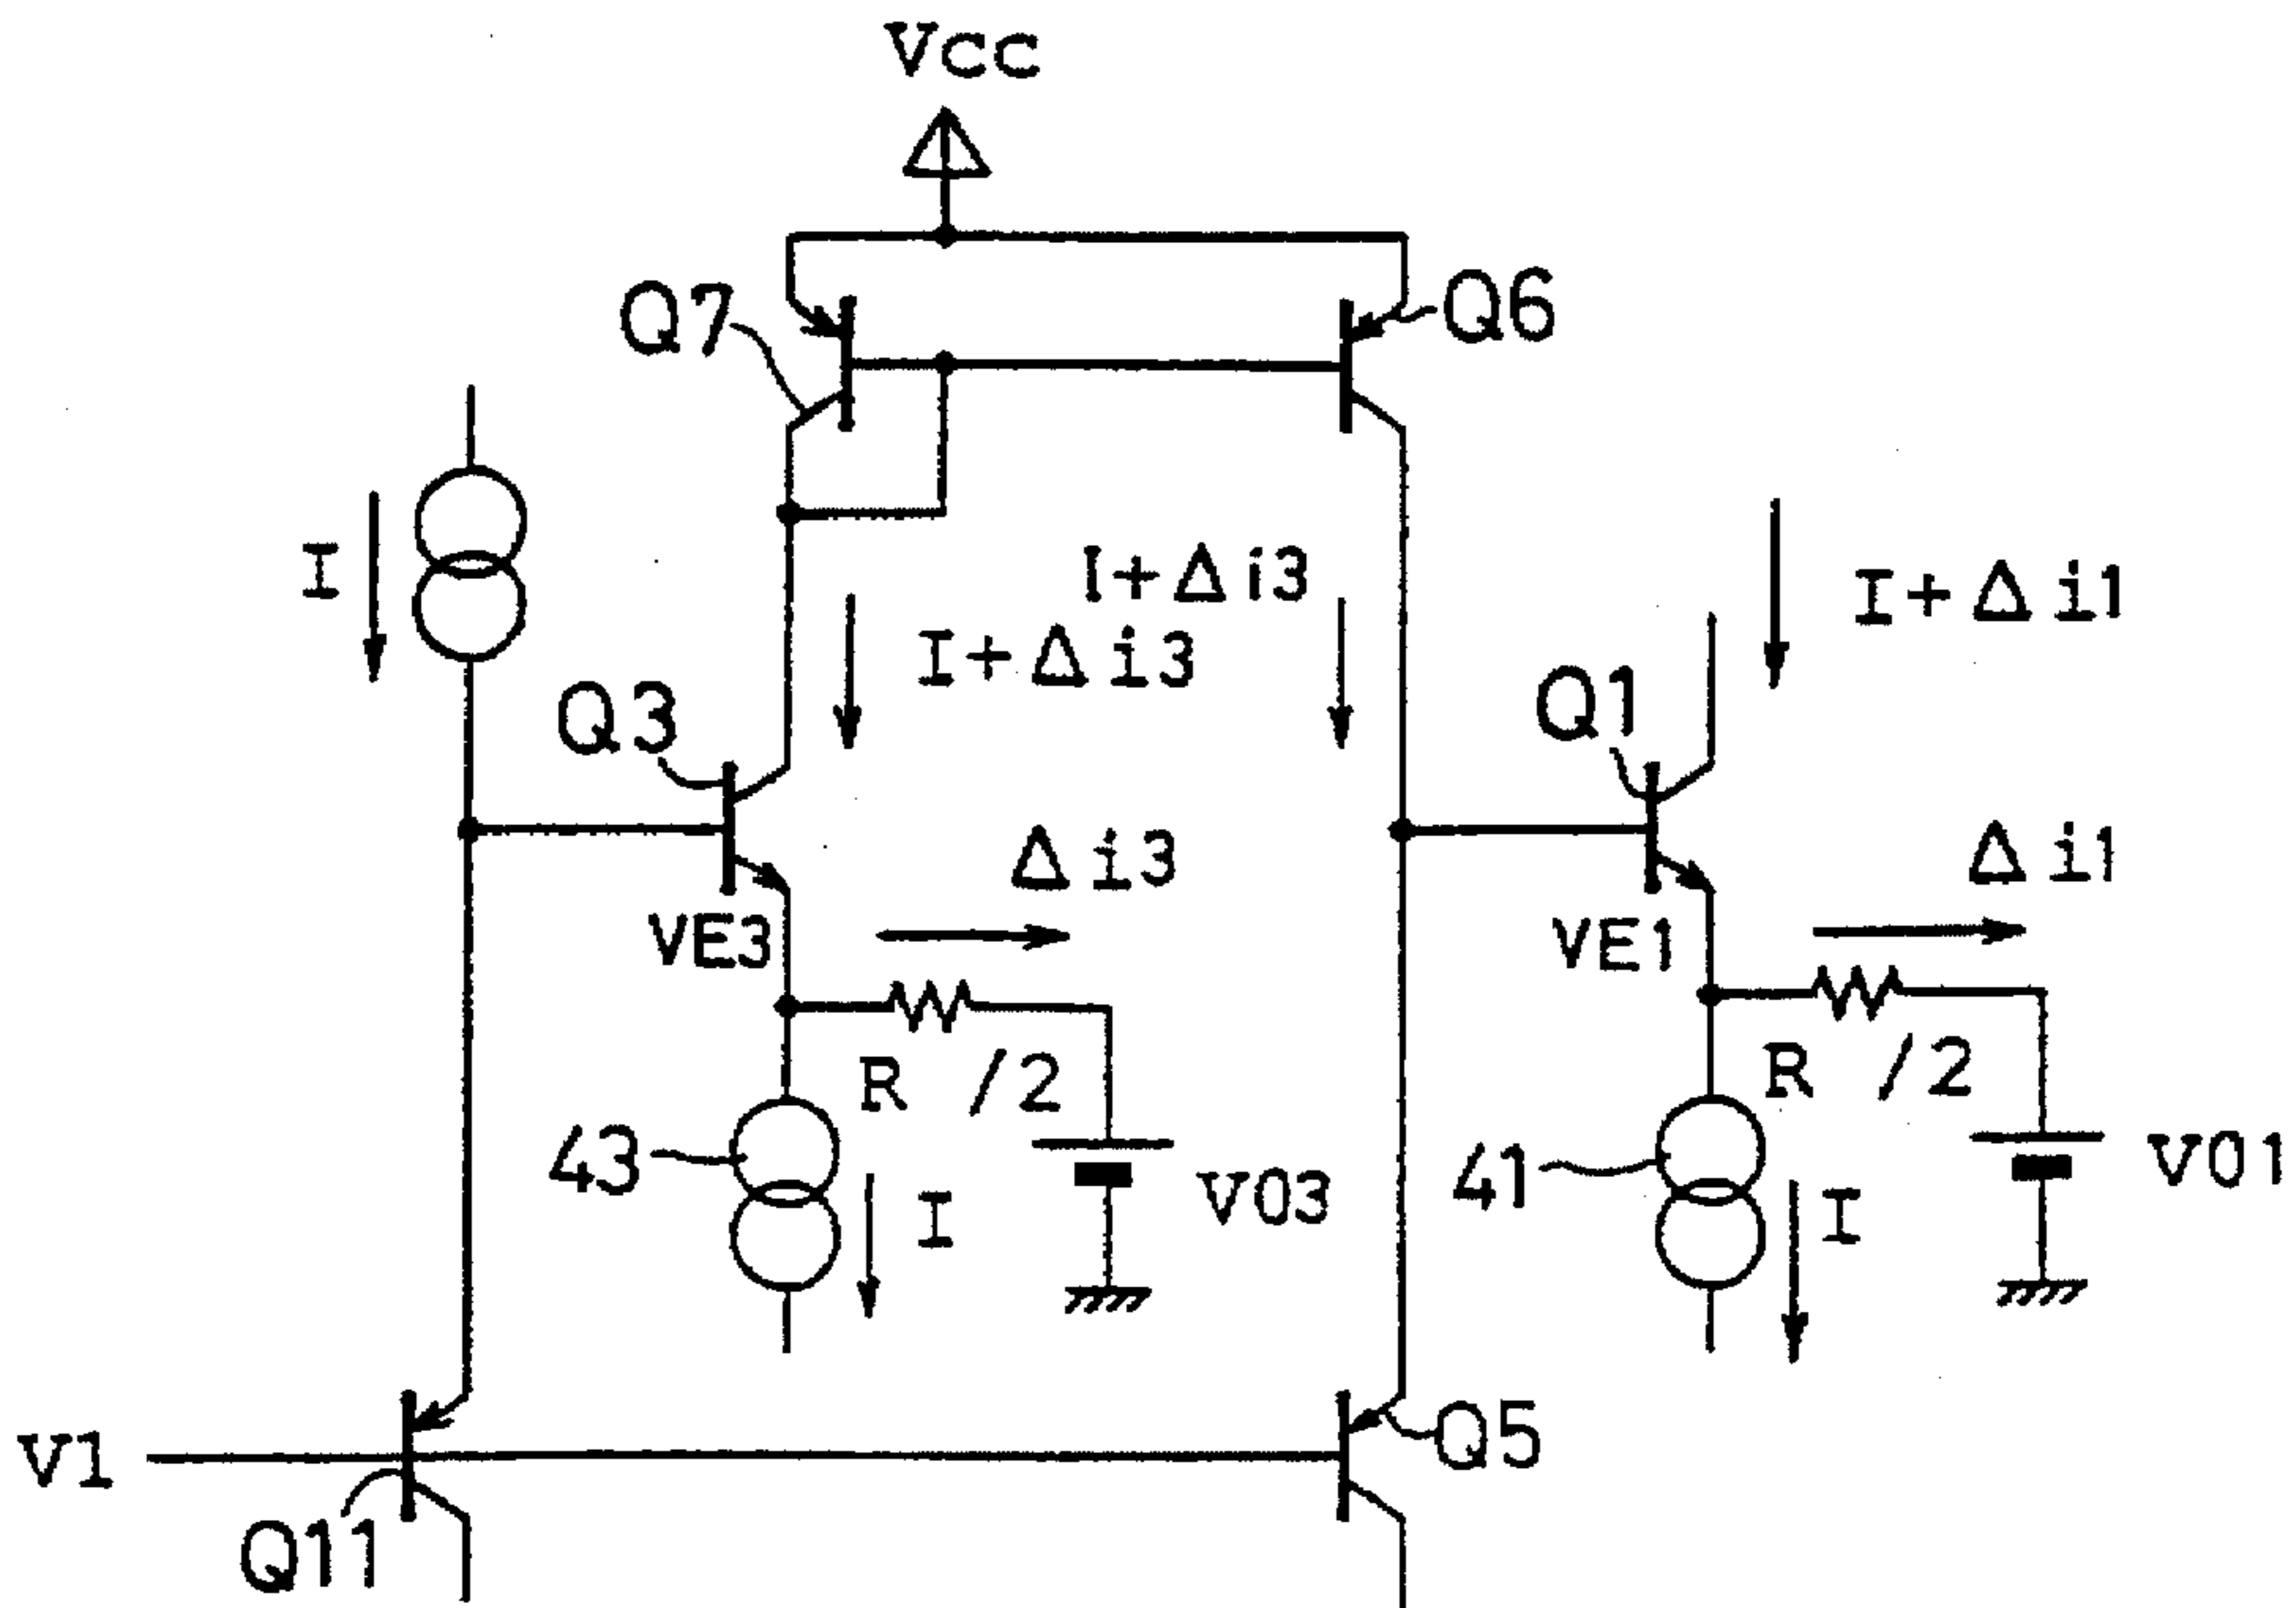 Vcc
Q7
Q6
I
I+Δi3
I+Δi3
I+Δi1
Q3
Q1
Δi3
Δi1
VE3
VE1
R/2
R/2
43
I
V03
41
I
V01
V1
Q5
Q11